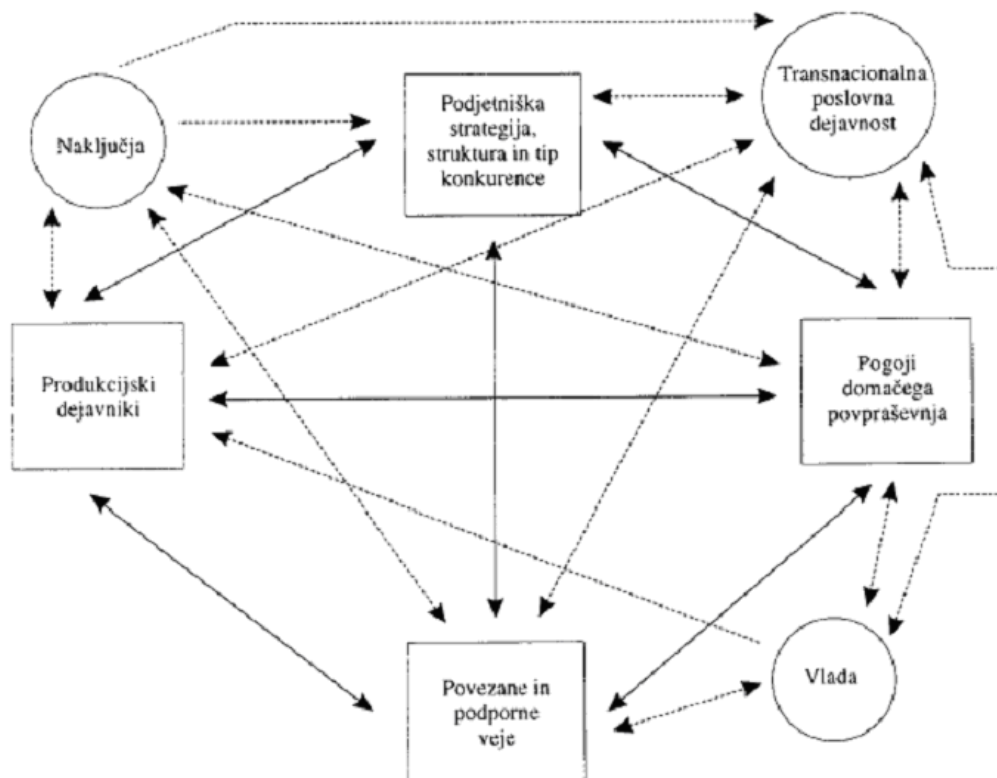 Naključja
Podjetniška
strategija,
struktura in tip
konkurence
Transnacionalna
poslovna
dejavnost
Produkcijski
dejavniki
Pogoji
domačega
povpraševnja
Povezane in
podporne
veje
Vlada